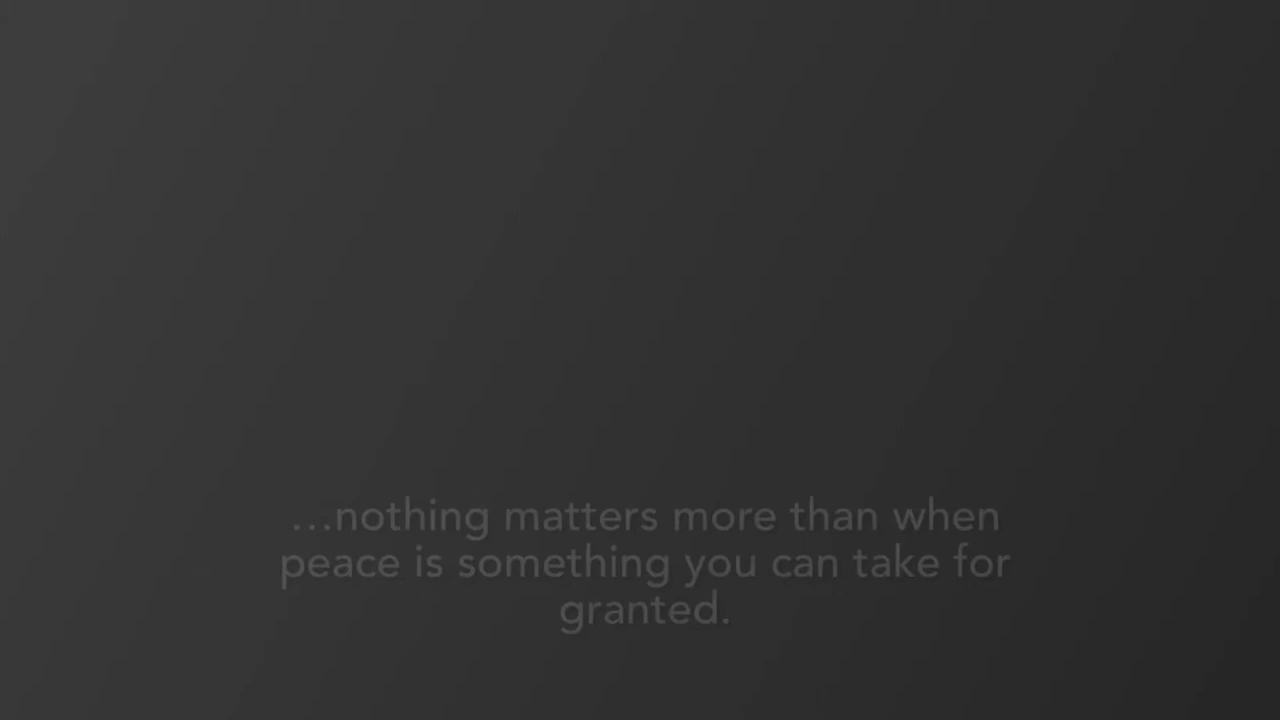 …nothing matters more than when
peace is something you can take for
granted.